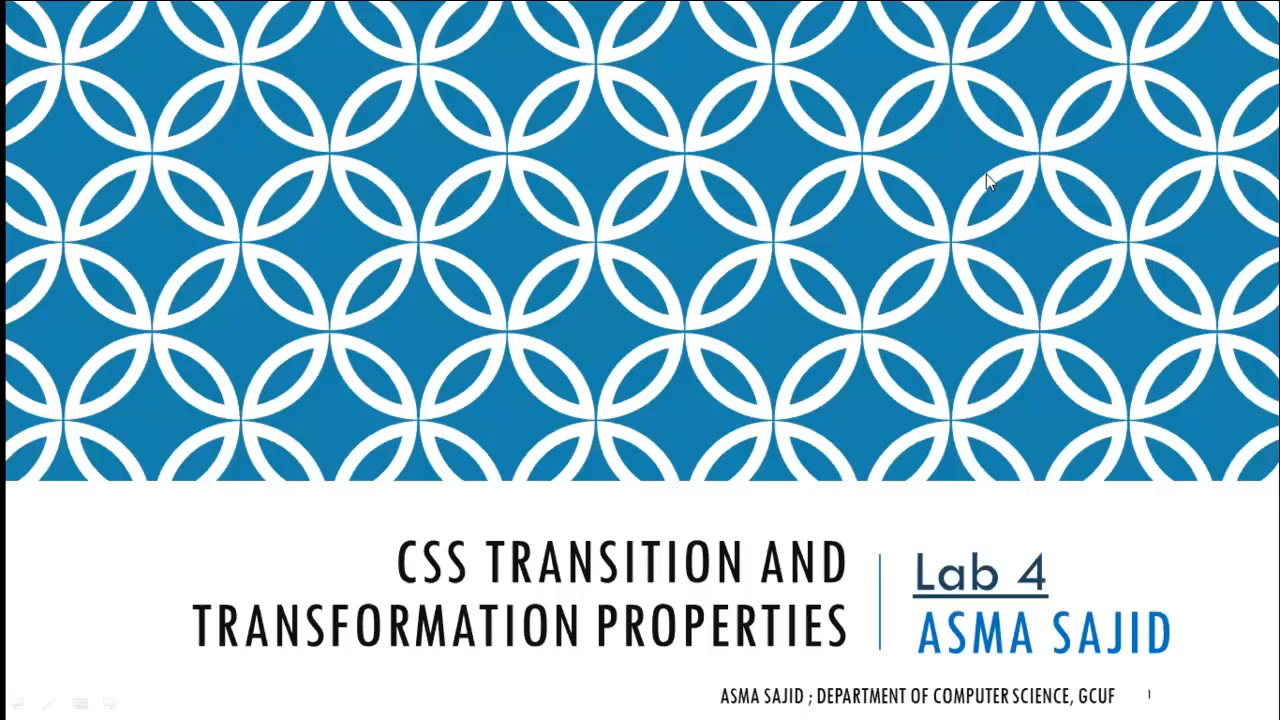 CSS TRANSITION AND
TRANSFORMATION PROPERTIES
Lab 4
ASMA SAJID
ASMA SAJID ; DEPARTMENT OF COMPUTER SCIENCE, GCUF
1